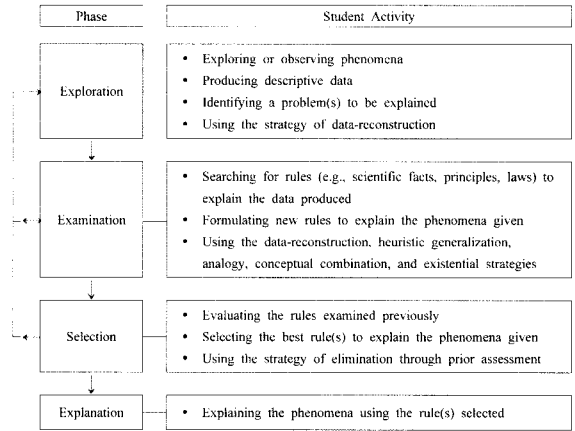 Phase
Student Activity
Exploration
• Exploring or observing phenomena
• Producing descriptive data
• Identifying a problem(s) to be explained
• Using the strategy of data-reconstruction
Examination
• Searching for rules (e.g., scientific facts, principles, laws) to
explain the data produced
• Formulating new rules to explain the phenomena given
• Using the data-reconstruction, heuristic generalization,
analogy, conceptual combination, and existential strategies
Selection
• Evaluating the rules examined previously
• Selecting the best rule(s) to explain the phenomena given
• Using the strategy of elimination through prior assessment
Explanation
• Explaining the phenomena using the rule(s) selected